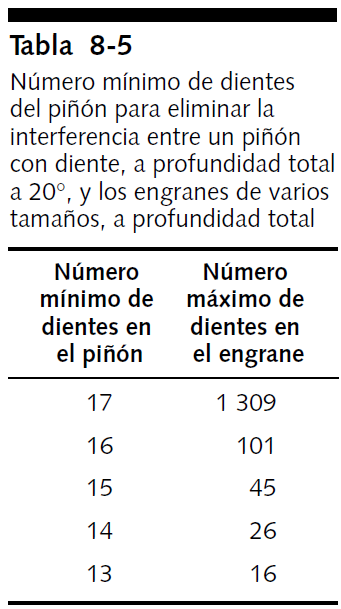 Tabla 8-5
Número mínimo de dientes
del piñón para eliminar la
interferencia entre un piñón
con diente, a profundidad total
a 20°, y los engranes de varios
tamaños, a profundidad total
Número Número
mínimo de máximo de
dientes en dientes en
el piñón el engrane
17 1 309
16 101
15 45
14 26
13 16